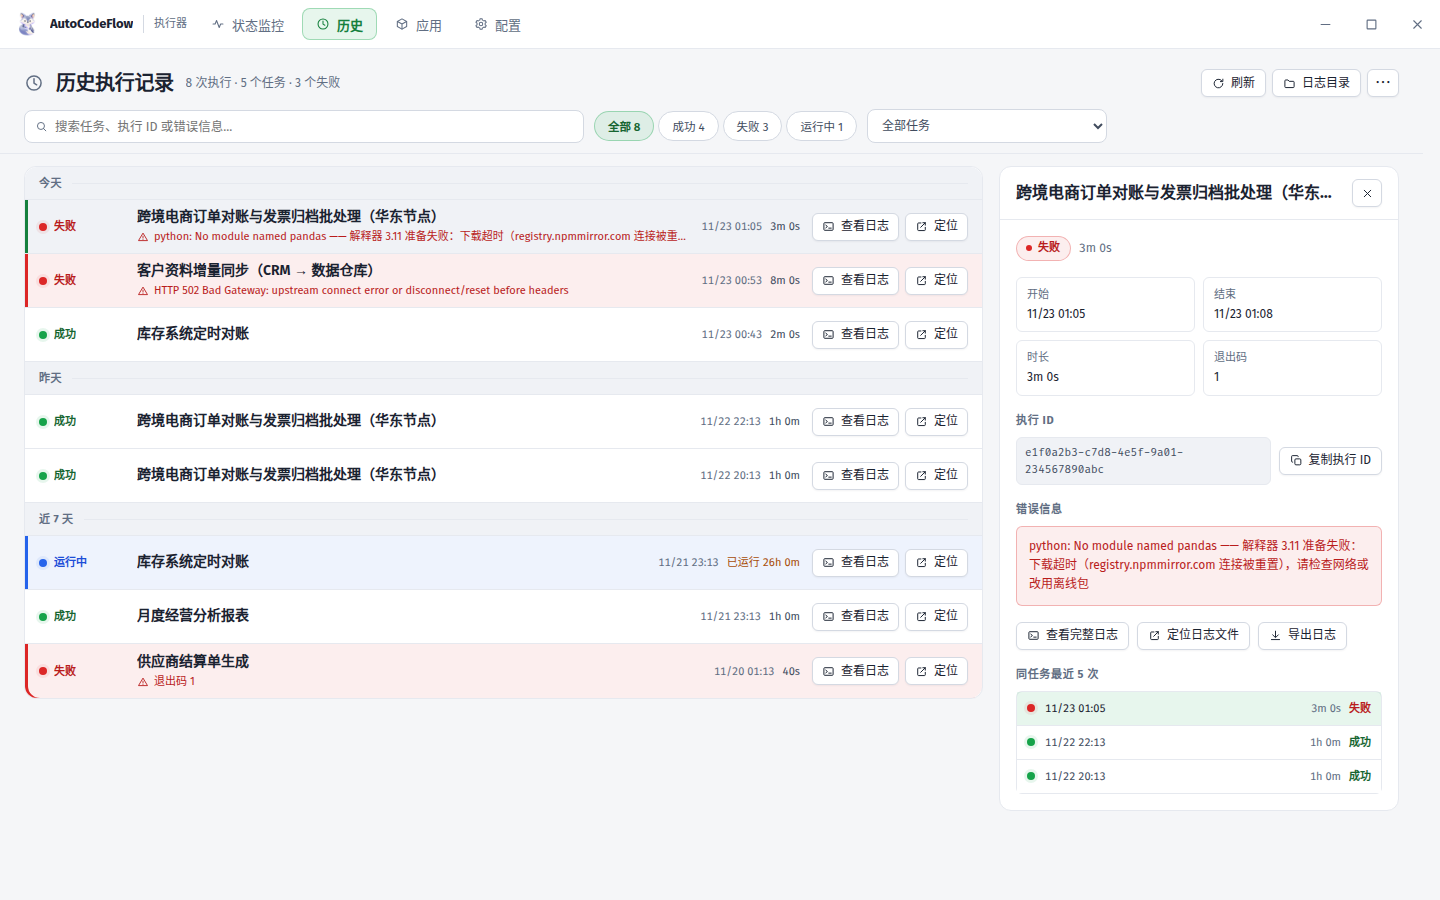 AutoCodeFlow 执行器 状态监控 历史 应用 配置
历史执行记录 8 次执行 · 5 个任务 · 3 个失败 刷新 日志目录 ···
搜索任务、执行 ID 或错误信息... 全部 8 成功 4 失败 3 运行中 1 全部任务
今天
失败 跨境电商订单对账与发票归档批处理（华东节点） 11/23 01:05 3m 0s 查看日志 定位
python: No module named pandas —— 解释器 3.11 准备失败：下载超时（registry.npmmirror.com 连接被重...
失败 客户资料增量同步（CRM → 数据仓库） 11/23 00:53 8m 0s 查看日志 定位
HTTP 502 Bad Gateway: upstream connect error or disconnect/reset before headers
成功 库存系统定时对账 11/23 00:43 2m 0s 查看日志 定位
昨天
成功 跨境电商订单对账与发票归档批处理（华东节点） 11/22 22:13 1h 0m 查看日志 定位
成功 跨境电商订单对账与发票归档批处理（华东节点） 11/22 20:13 1h 0m 查看日志 定位
近 7 天
运行中 库存系统定时对账 11/21 23:13 已运行 26h 0m 查看日志 定位
成功 月度经营分析报表 11/21 23:13 1h 0m 查看日志 定位
失败 供应商结算单生成 11/20 01:13 40s 查看日志 定位
退出码 1
跨境电商订单对账与发票归档批处理（华东...
失败 3m 0s
开始 结束
11/23 01:05 11/23 01:08
时长 退出码
3m 0s 1
执行 ID
e1f0a2b3-c7d8-4e5f-9a01-
234567890abc
复制执行 ID
错误信息
python: No module named pandas —— 解释器 3.11 准备失败：
下载超时（registry.npmmirror.com 连接被重置），请检查网络或
改用离线包
查看完整日志 定位日志文件 导出日志
同任务最近 5 次
11/23 01:05 3m 0s 失败
11/22 22:13 1h 0m 成功
11/22 20:13 1h 0m 成功